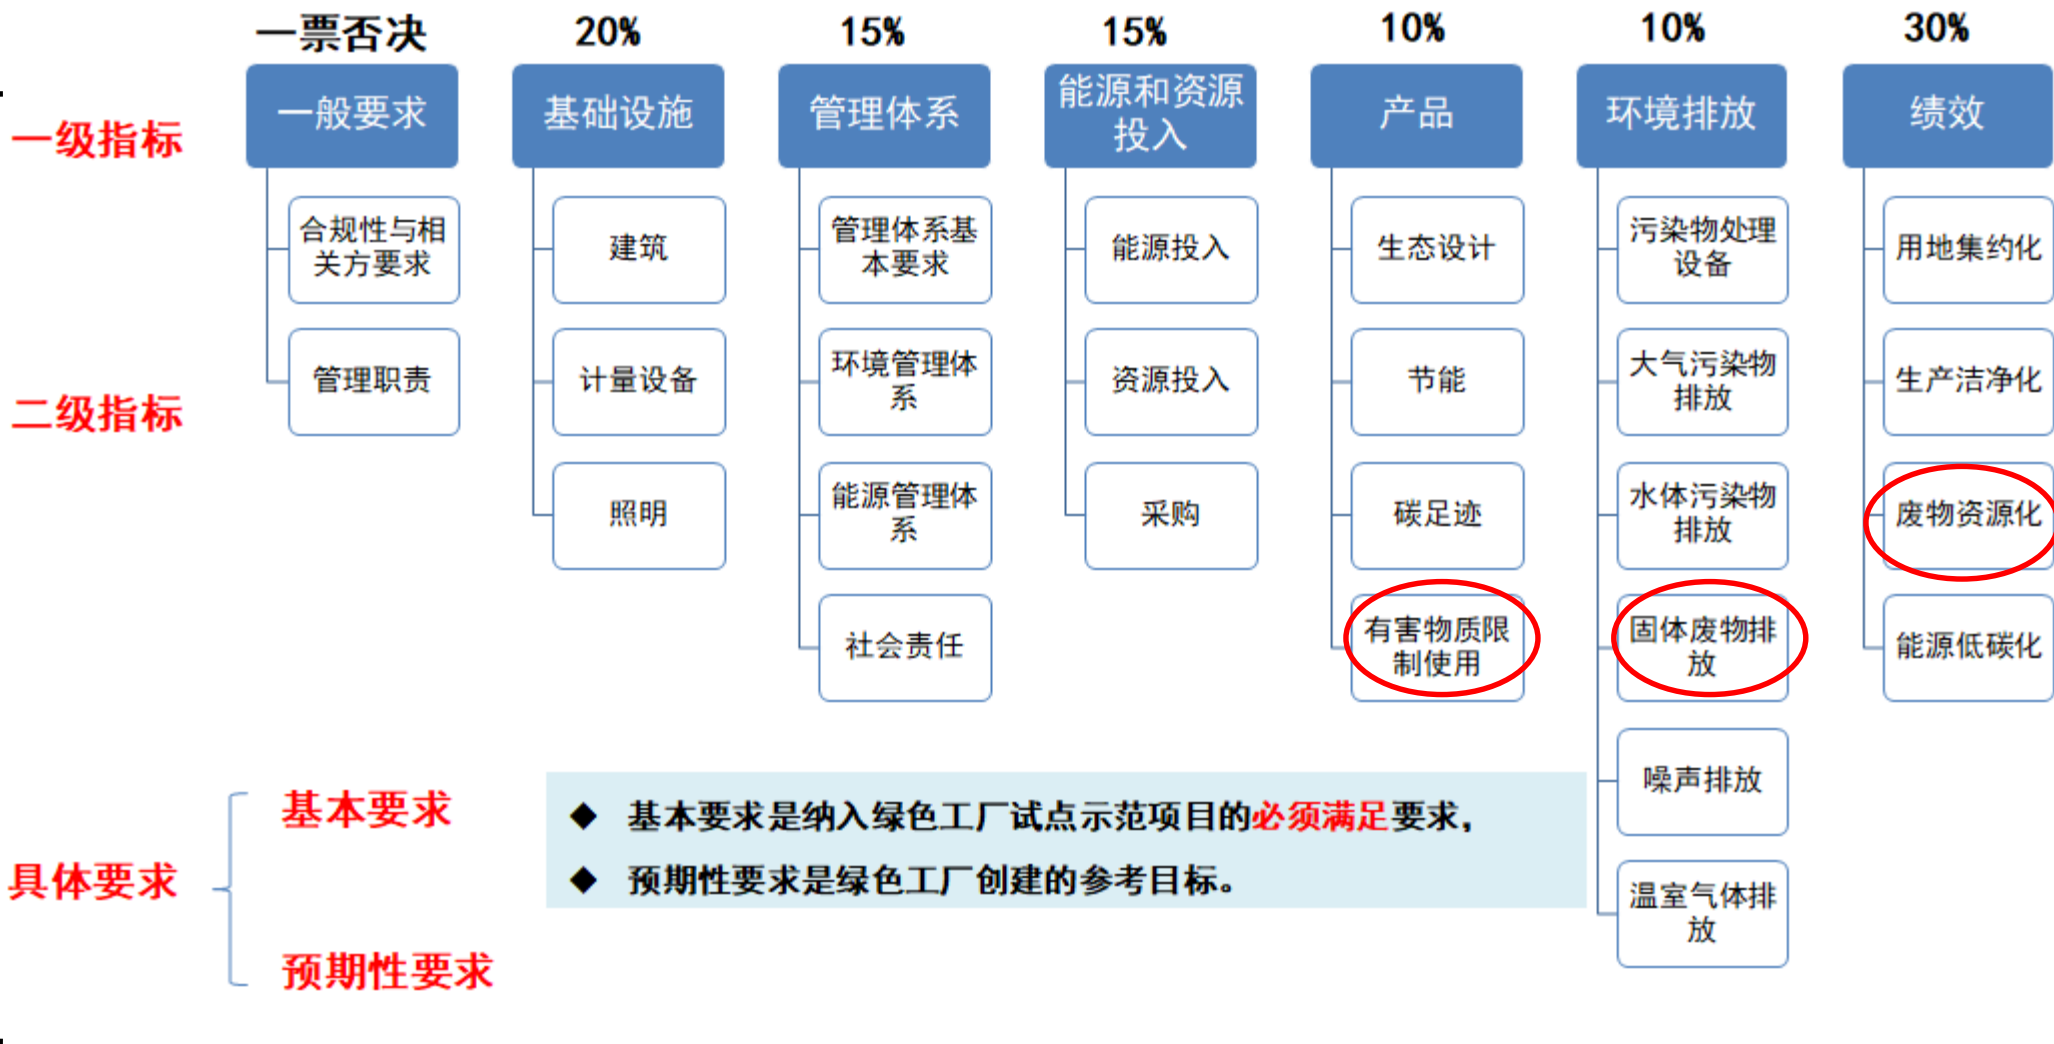 一票否决
20%
15%
15%
10%
10%
30%
一级指标
一般要求
基础设施
管理体系
能源和资源
投入
产品
环境排放
绩效
二级指标
合规性与相
关方要求
管理职责
建筑
计量设备
照明
管理体系基
本要求
环境管理体
系
能源管理体
系
社会责任
能源投入
资源投入
采购
生态设计
节能
碳足迹
有害物质限
制使用
污染物处理
设备
大气污染物
排放
水体污染物
排放
固体废物排
放
噪声排放
温室气体排
放
用地集约化
生产洁净化
废物资源化
能源低碳化
具体要求
基本要求
预期性要求
◆ 基本要求是纳入绿色工厂试点示范项目的必须满足要求，
◆ 预期性要求是绿色工厂创建的参考目标。